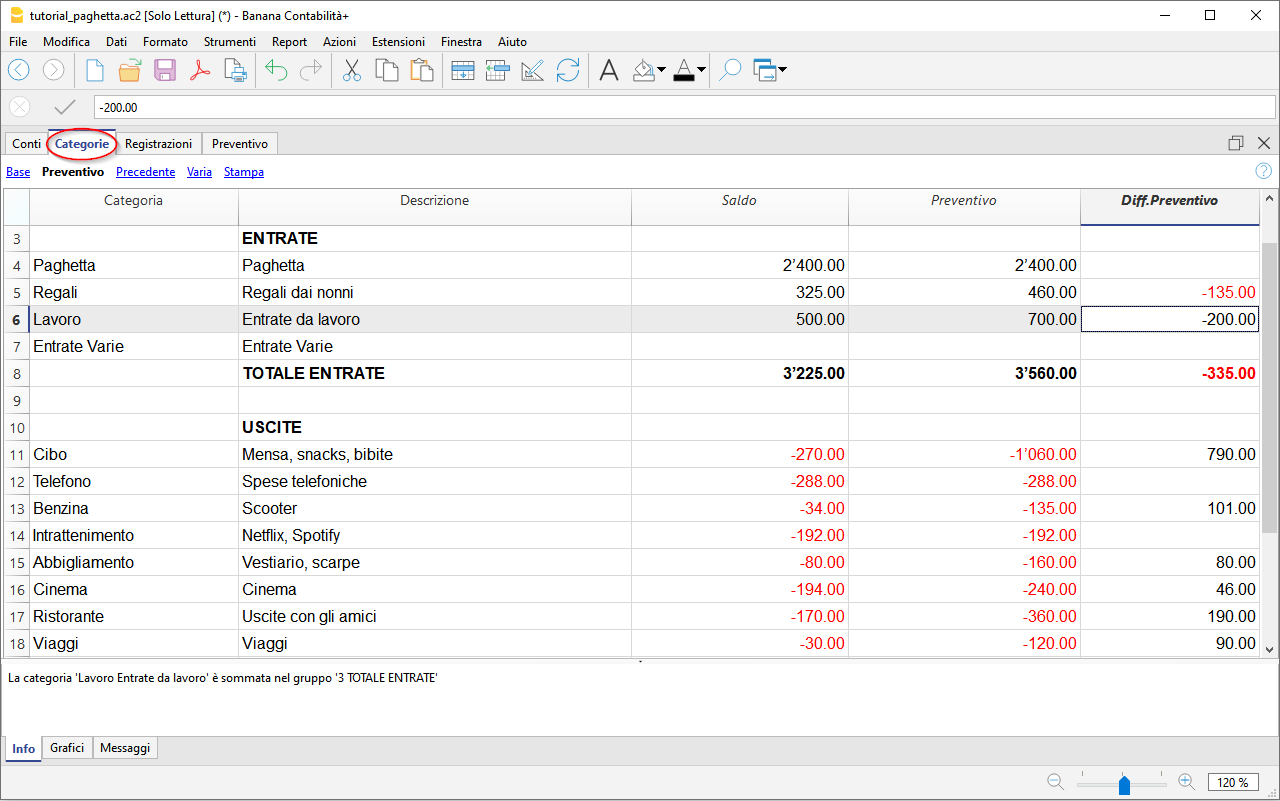 tutorial_paghetta.ac2 [Solo Lettura] (*) - Banana Contabilità+
File Modifica Dati Formato Strumenti Report Azioni Estensioni Finestra Aiuto
-200.00
Conti Categorie Registrazioni Preventivo
Base Preventivo Precedente Varia Stampa
Categoria Descrizione Saldo Preventivo Diff.Preventivo
3 ENTRATE
4 Paghetta Paghetta 2’400.00 2’400.00
5 Regali Regali dai nonni 325.00 460.00 -135.00
6 Lavoro Entrate da lavoro 500.00 700.00 -200.00
7 Entrate Varie Entrate Varie
8 TOTALE ENTRATE 3’225.00 3’560.00 -335.00
9
10 USCITE
11 Cibo Mensa, snacks, bibite -270.00 -1’060.00 790.00
12 Telefono Spese telefoniche -288.00 -288.00
13 Benzina Scooter -34.00 -135.00 101.00
14 Intrattenimento Netflix, Spotify -192.00 -192.00
15 Abbigliamento Vestiario, scarpe -80.00 -160.00 80.00
16 Cinema Cinema -194.00 -240.00 46.00
17 Ristorante Uscite con gli amici -170.00 -360.00 190.00
18 Viaggi Viaggi -30.00 -120.00 90.00
La categoria 'Lavoro Entrate da lavoro' è sommata nel gruppo '3 TOTALE ENTRATE'
Info Grafici Messaggi
120 %